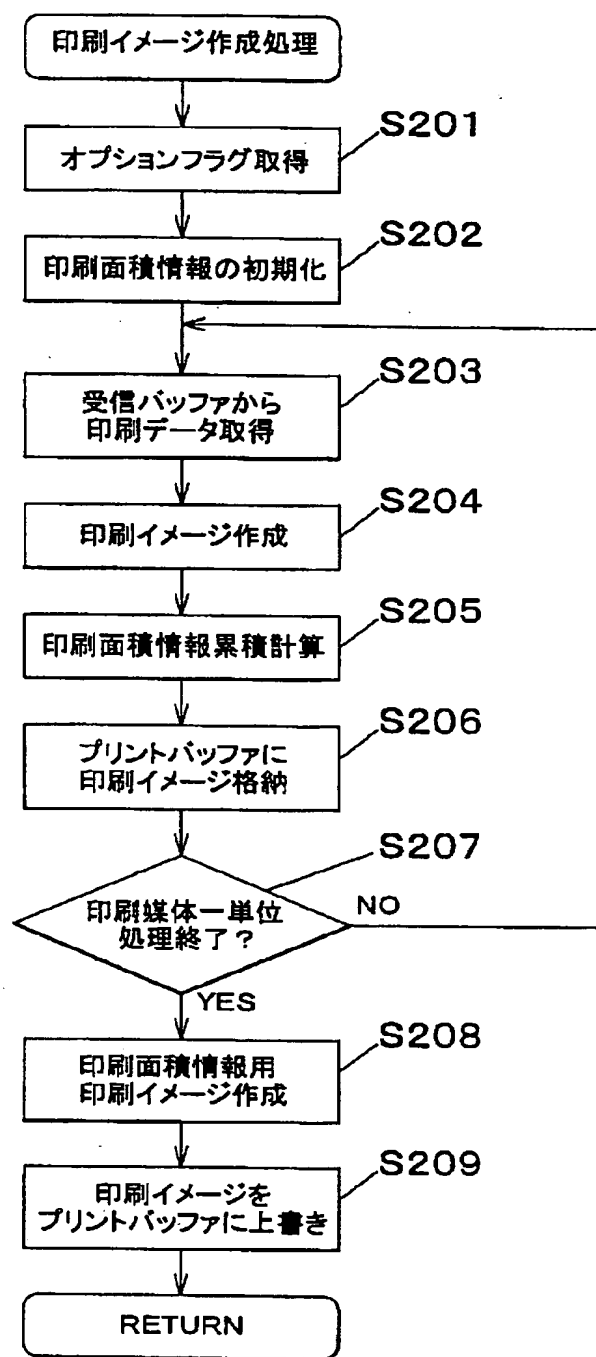 印刷イメージ作成処理
S201
オプションフラグ取得
S202
印刷面積情報の初期化
S203
受信バッファから
印刷データ取得
S204
印刷イメージ作成
S205
印刷面積情報累積計算
S206
プリントバッファに
印刷イメージ格納
S207
印刷媒体一単位
処理終了?
NO
YES
S208
印刷面積情報用
印刷イメージ作成
S209
印刷イメージを
プリントバッファに上書き
RETURN